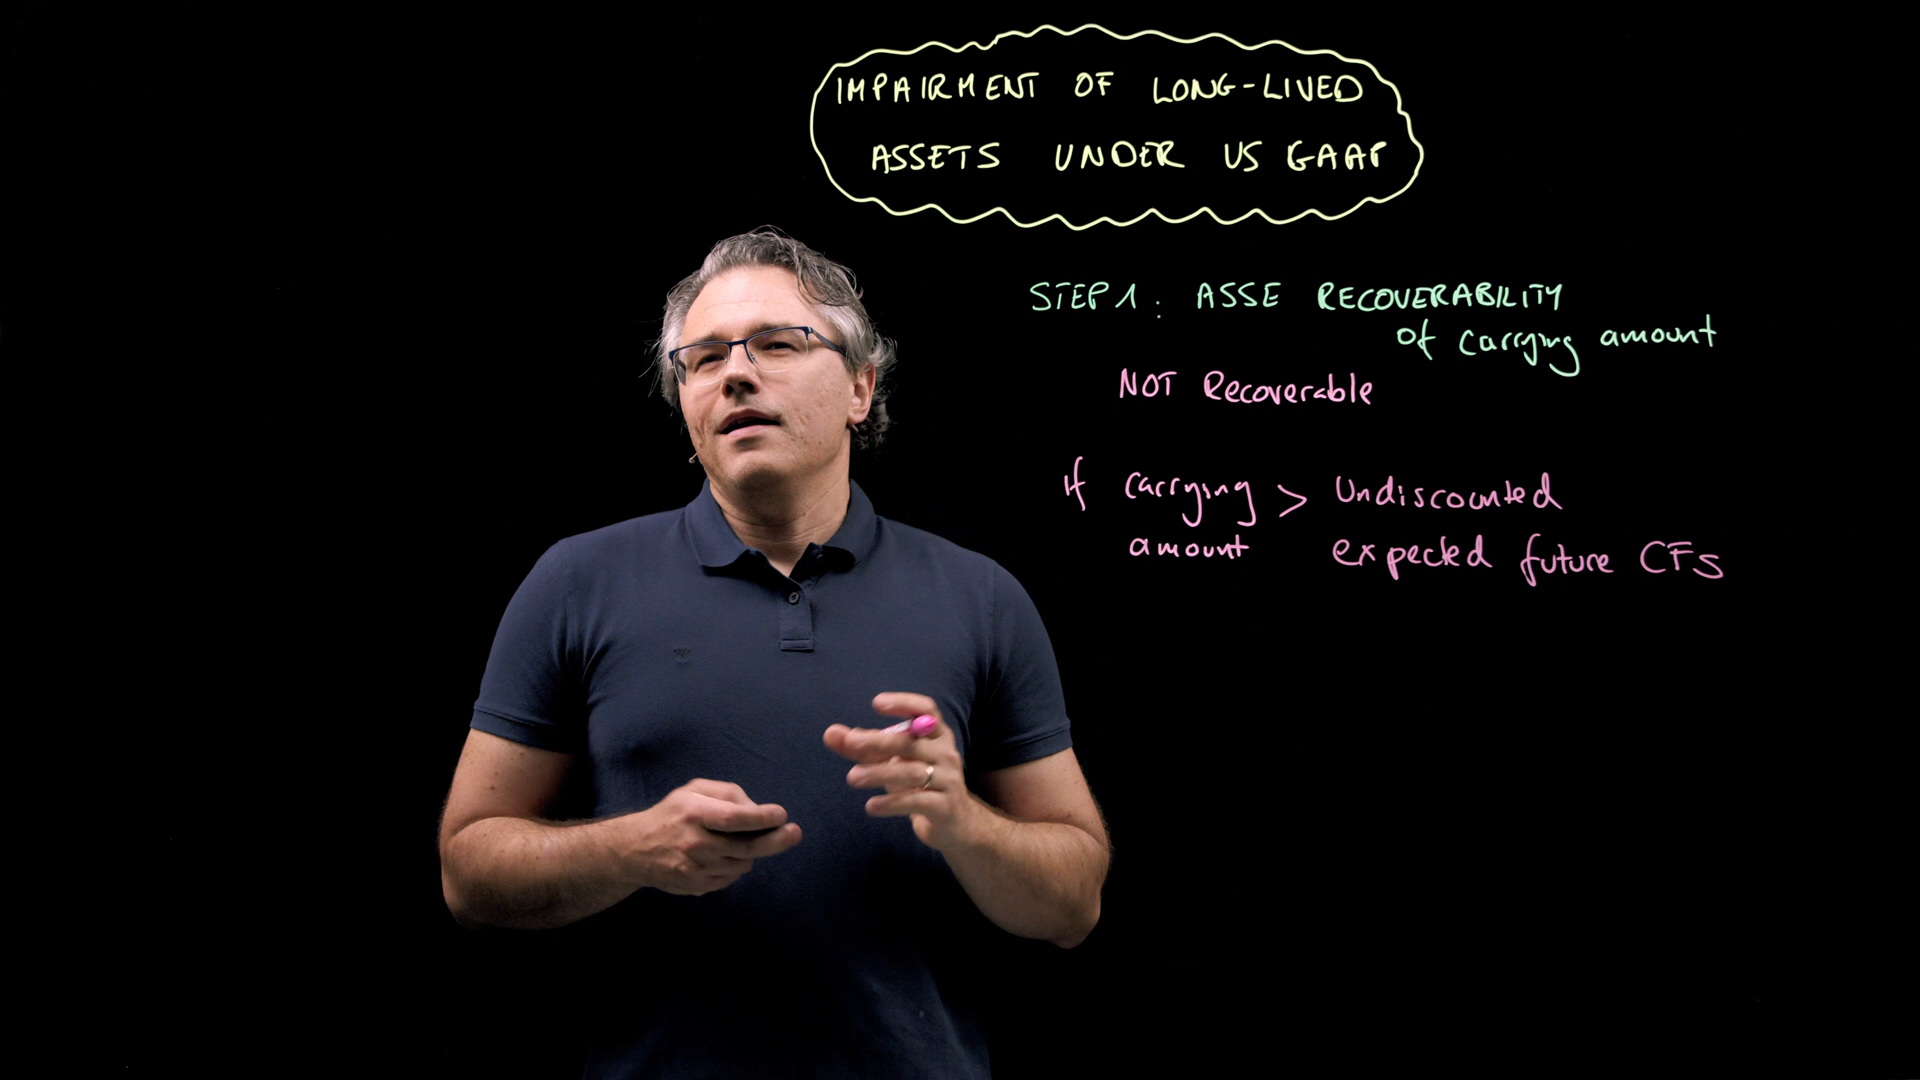 IMPAIRMENT OF LONG-LIVED
ASSETS UNDER US GAAP
STEP 1: ASSE RECOVERABILITY
of carrying amount
NOT Recoverable
If carrying > Undiscounted
amount expected future CFs